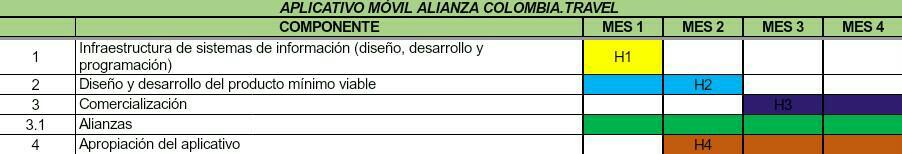 APLICATIVO MÓVIL ALIANZA COLOMBIA.TRAVEL
COMPONENTE MES 1 MES 2 MES 3 MES 4
1 Infraestructura de sistemas de información (diseño, desarrollo y
programación) H1
2 Diseño y desarrollo del producto mínimo viable H2
3 Comercialización H3
3.1 Alianzas
4 Apropiación del aplicativo H4